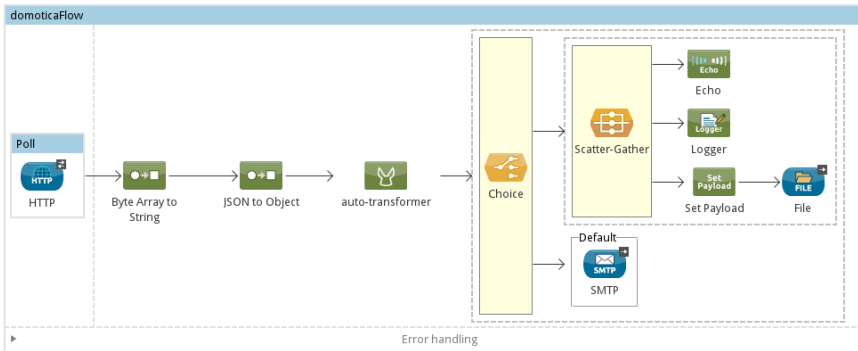 domoticaFlow
Poll
HTTP
HTTP
Byte Array to
String
JSON to Object
auto-transformer
Choice
Scatter-Gather
Echo
Echo
Logger
Logger
Set
Payload
Set Payload
FILE
File
Default
SMTP
SMTP
Error handling